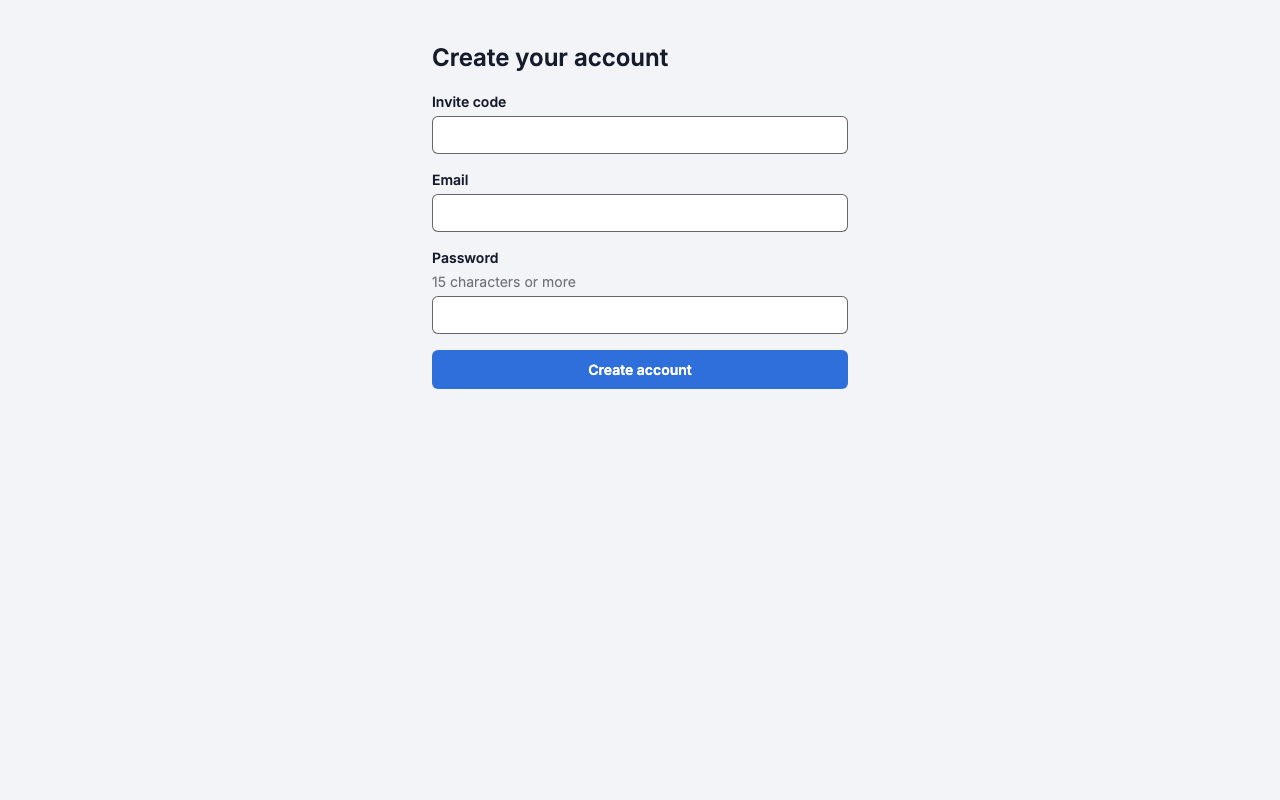 Create your account
Invite code
Email
Password
15 characters or more
Create account